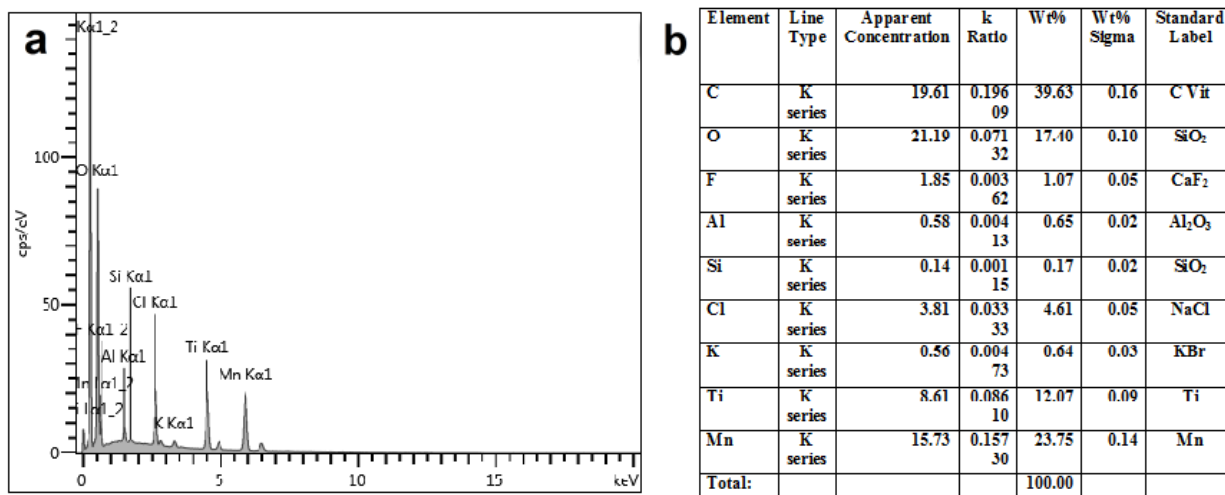 a
Kα1_2
100
O Kα1
cps/eV
Si Kα1
50
Cl Kα1
Kα1_2
Al Kα1
Ti Kα1
Mn Kα1
K Kα1
0
0
5
15
keV
b
Element Line Type Apparent Concentration k Ratio Wt% Wt% Sigma Standard Label
C K series 19.61 0.196 09 39.63 0.16 C Vit
O K series 21.19 0.071 32 17.40 0.10 SiO₂
F K series 1.85 0.003 62 1.07 0.05 CaF₂
Al K series 0.58 0.004 13 0.65 0.02 Al₂O₃
Si K series 0.14 0.001 15 0.17 0.02 SiO₂
Cl K series 3.81 0.033 33 4.61 0.05 NaCl
K K series 0.56 0.004 73 0.64 0.03 KBr
Ti K series 8.61 0.086 10 12.07 0.09 Ti
Mn K series 15.73 0.157 30 23.75 0.14 Mn
Total: 100.00